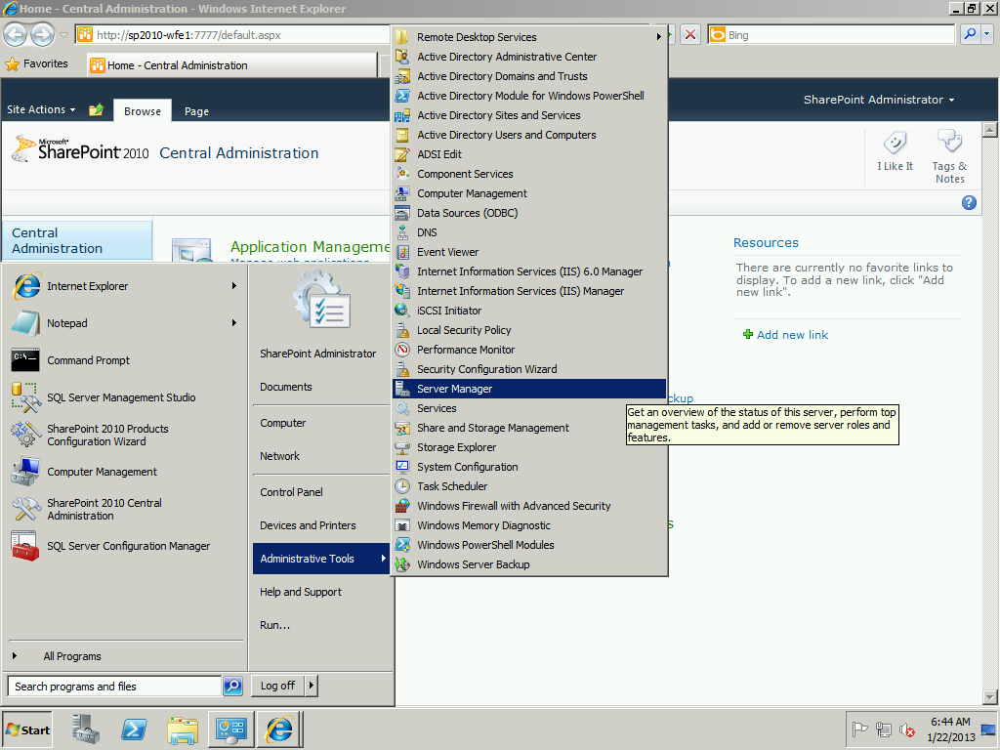 Home - Central Administration - Windows Internet Explorer
http://sp2010-wfe1:7777/default.aspx
Bing
Favorites
Home - Central Administration
Site Actions
Browse
Page
SharePoint Administrator
Microsoft®
SharePoint 2010
Central Administration
I Like It
Tags &
Notes
Central
Administration
Application Manageme
Manage web applications
Resources
There are currently no favorite links to
display. To add a new link, click "Add
new link".
Add new link
ckup
s
Internet Explorer
Notepad
Command Prompt
SQL Server Management Studio
SharePoint 2010 Products
Configuration Wizard
Computer Management
SharePoint 2010 Central
Administration
SQL Server Configuration Manager
All Programs
Search programs and files
SharePoint Administrator
Documents
Computer
Network
Control Panel
Devices and Printers
Administrative Tools
Help and Support
Run...
Log off
Remote Desktop Services
Active Directory Administrative Center
Active Directory Domains and Trusts
Active Directory Module for Windows PowerShell
Active Directory Sites and Services
Active Directory Users and Computers
ADSI Edit
Component Services
Computer Management
Data Sources (ODBC)
DNS
Event Viewer
Internet Information Services (IIS) 6.0 Manager
Internet Information Services (IIS) Manager
iSCSI Initiator
Local Security Policy
Performance Monitor
Security Configuration Wizard
Server Manager
Services
Share and Storage Management
Storage Explorer
System Configuration
Task Scheduler
Windows Firewall with Advanced Security
Windows Memory Diagnostic
Windows PowerShell Modules
Windows Server Backup
Get an overview of the status of this server, perform top
management tasks, and add or remove server roles and
features.
Start
6:44 AM
1/22/2013